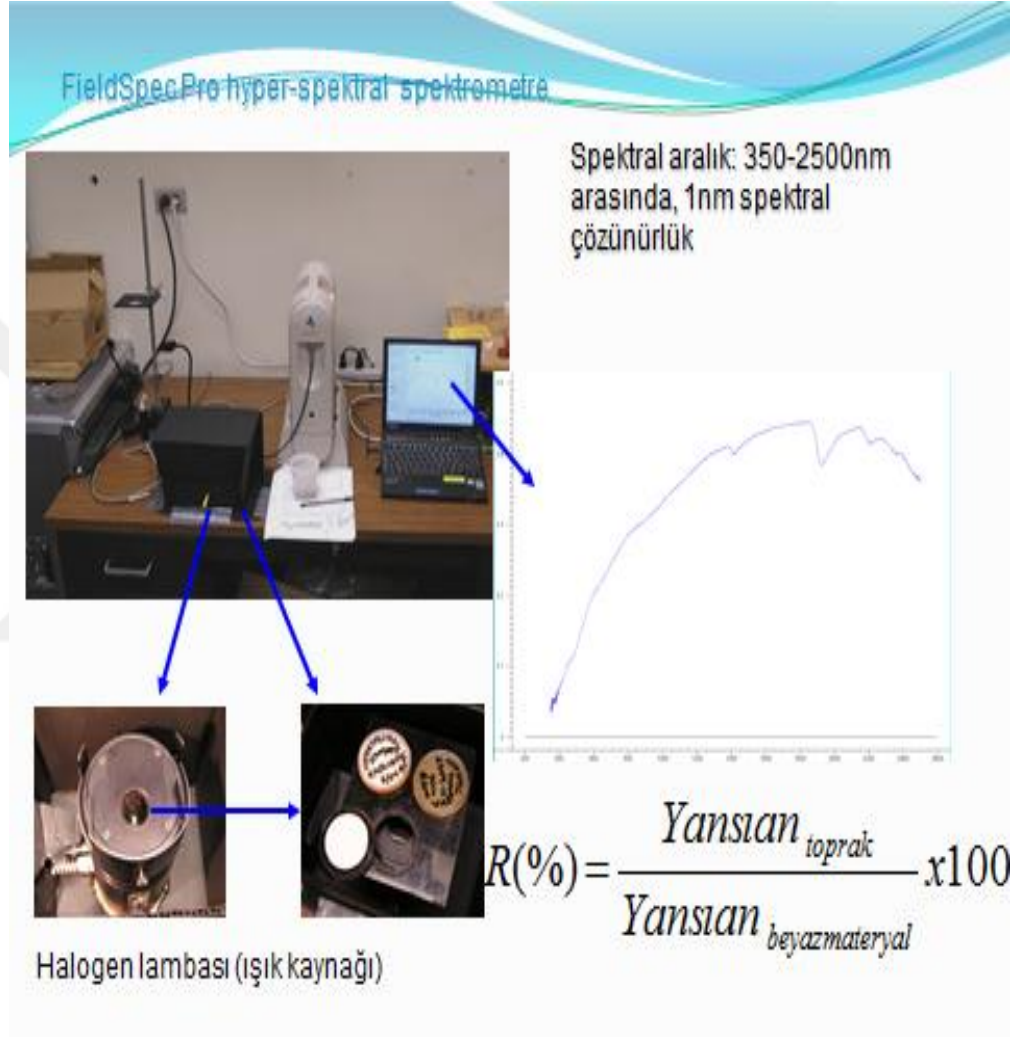 FieldSpecPro hyper-spektral spektrometre
Spektral aralık: 350-2500nm
arasında, 1nm spektral
çözünürlük
R(%) = Yansıan toprak / Yansıan beyazmateryal x100
Halogen lambası (ışık kaynağı)